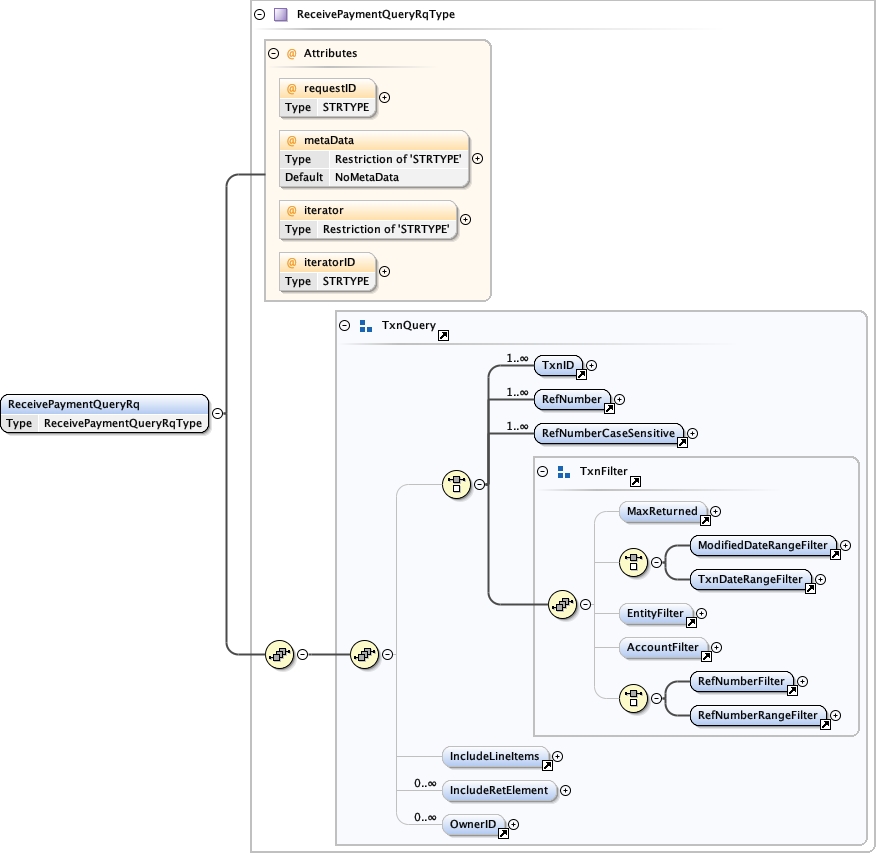 ReceivePaymentQueryRqType
@ Attributes
@ requestID
Type STRTYPE
@ metaData
Type Restriction of 'STRTYPE'
Default NoMetaData
@ iterator
Type Restriction of 'STRTYPE'
@ iteratorID
Type STRTYPE
ReceivePaymentQueryRq
Type ReceivePaymentQueryRqType
TxnQuery
1..∞ TxnID
1..∞ RefNumber
1..∞ RefNumberCaseSensitive
TxnFilter
MaxReturned
ModifiedDateRangeFilter
TxnDateRangeFilter
EntityFilter
AccountFilter
RefNumberFilter
RefNumberRangeFilter
IncludeLineItems
0..∞ IncludeRetElement
0..∞ OwnerID